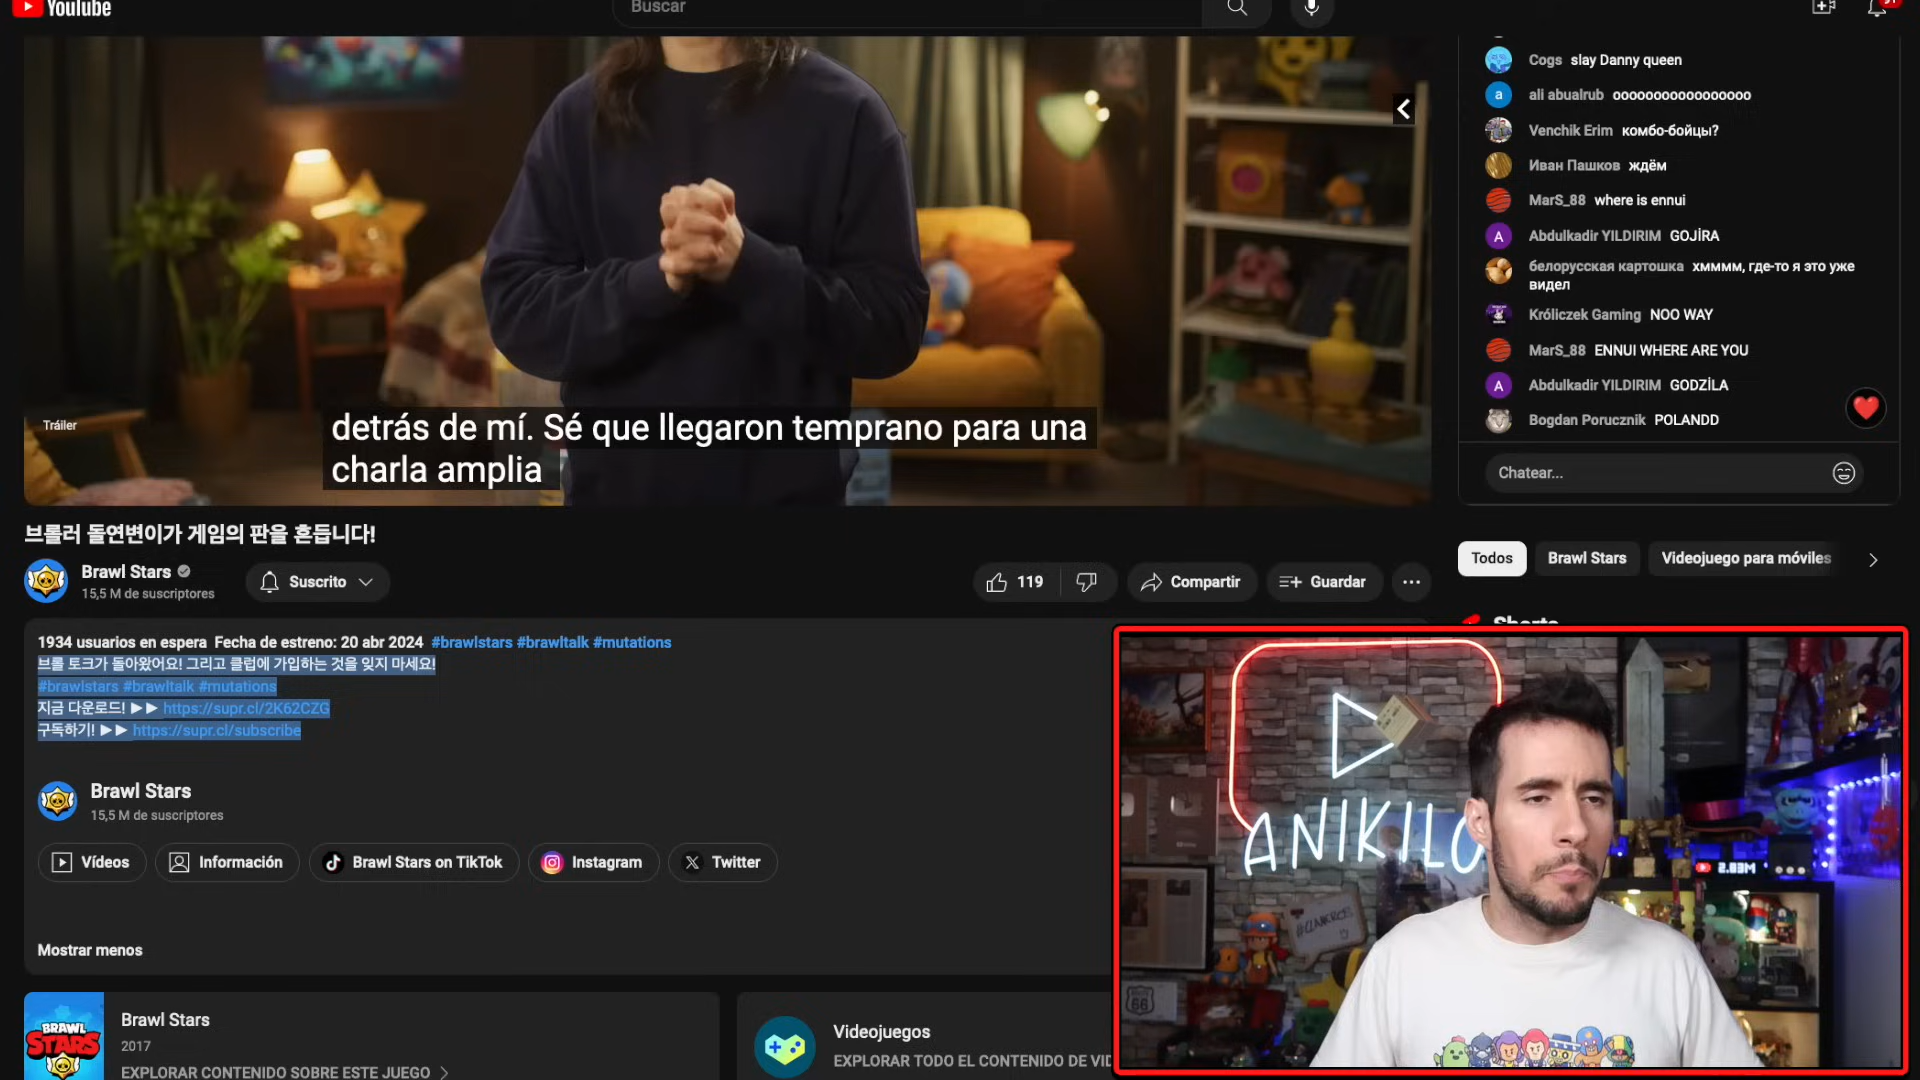 YouTube
Buscar
Cogs slay Danny queen
ali abualrub ooooooooooooooooo
Venchik Erim комбо-бойцы?
Иван Пашков ждём
MarS_88 where is ennui
Abdulkadir YILDIRIM GOJİRA
белорусская картошка хмммм, где-то я это уже
видел
Króliczek Gaming NOO WAY
MarS_88 ENNUI WHERE ARE YOU
Abdulkadir YILDIRIM GODZİLA
Bogdan Porucznik POLANDD
Chatear...
Tráiler
detrás de mí. Sé que llegaron temprano para una
charla amplia
브롤러 돌연변이가 게임의 판을 흔듭니다!
Brawl Stars
15,5 M de suscriptores
Suscrito
119
Compartir
Guardar
Todos
Brawl Stars
Videojuego para móviles
Shorts
1934 usuarios en espera Fecha de estreno: 20 abr 2024 #brawlstars #brawltalk #mutations
브롤 토크가 돌아왔어요! 그리고 클럽에 가입하는 것을 잊지 마세요!
#brawlstars #brawltalk #mutations
지금 다운로드! ►► https://supr.cl/2K62CZG
구독하기! ►► https://supr.cl/subscribe
Brawl Stars
15,5 M de suscriptores
Vídeos
Información
Brawl Stars on TikTok
Instagram
Twitter
Mostrar menos
BRAWL
STARS
Brawl Stars
2017
EXPLORAR CONTENIDO SOBRE ESTE JUEGO
Videojuegos
EXPLORAR TODO EL CONTENIDO DE VID
ANIKILO
2.83M
ROUTE
66